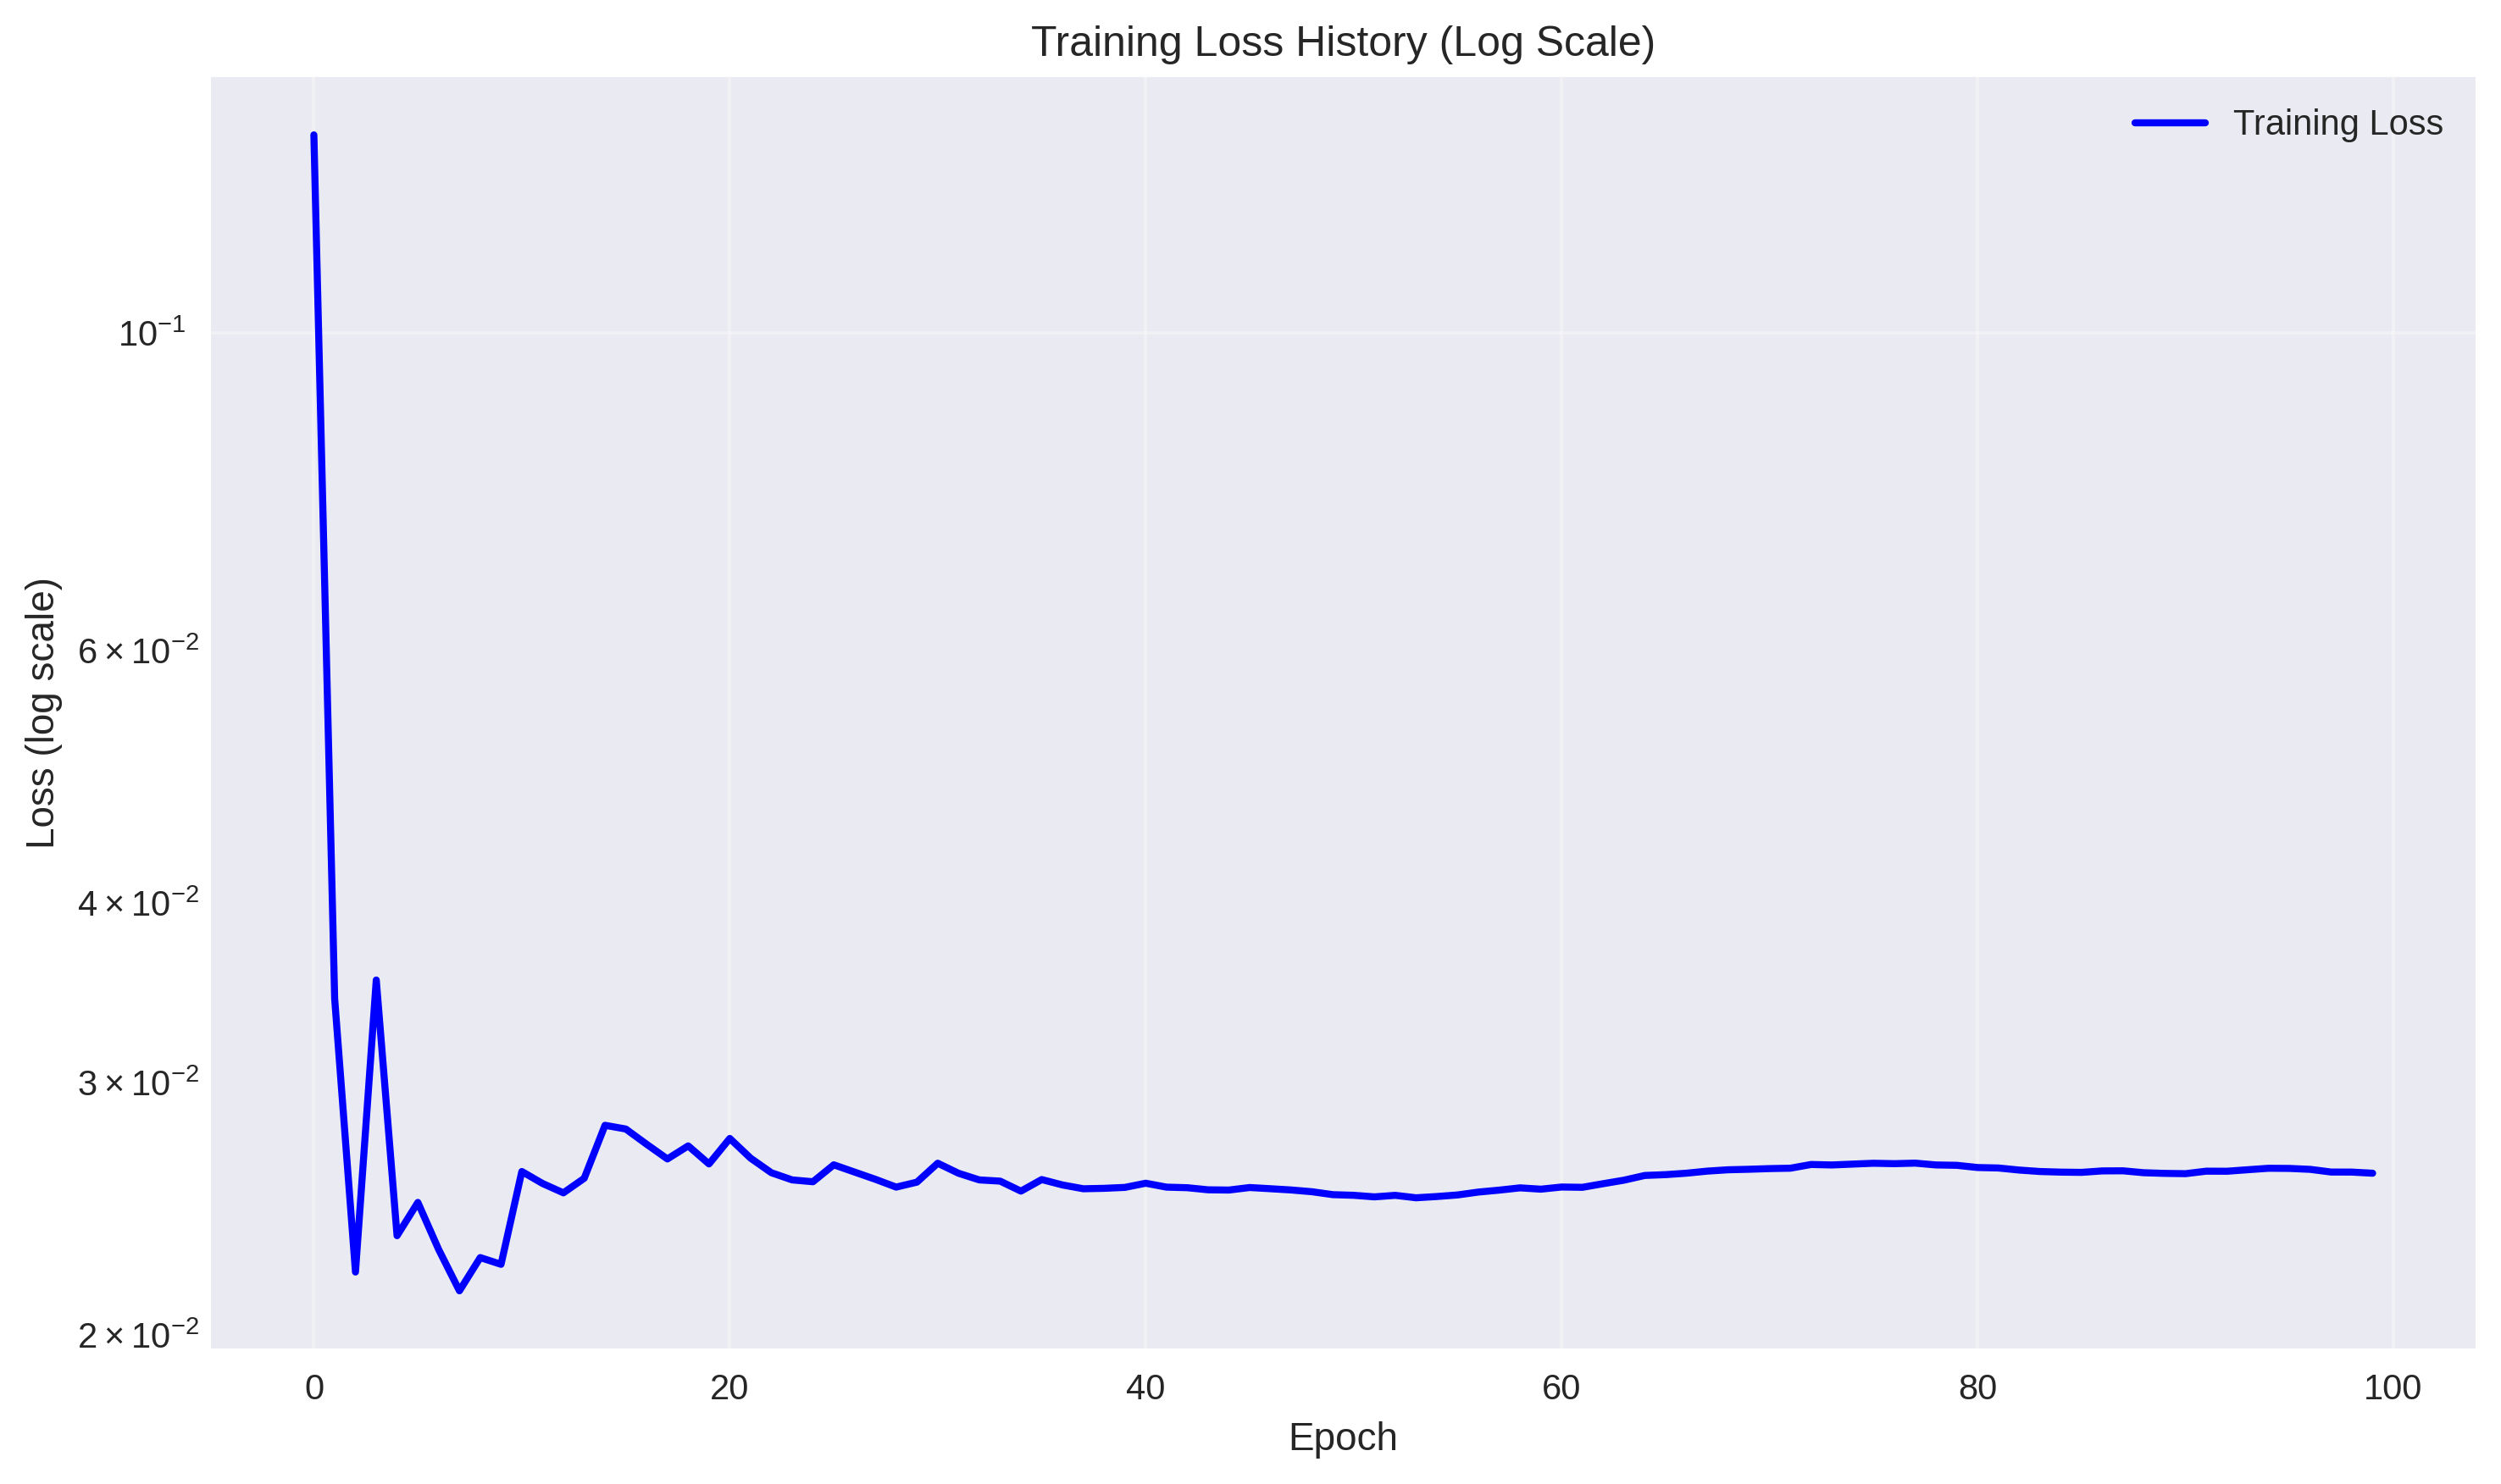 Training Loss History (Log Scale)
Training Loss
10⁻¹
6 × 10⁻²
4 × 10⁻²
3 × 10⁻²
2 × 10⁻²
Loss (log scale)
0 20 40 60 80 100
Epoch